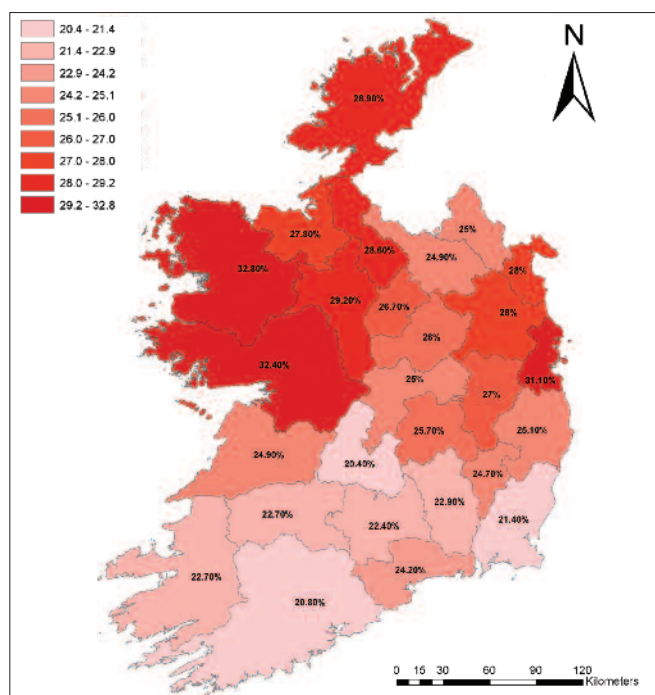 20.4 - 21.4
21.4 - 22.9
22.9 - 24.2
24.2 - 25.1
25.1 - 26.0
26.0 - 27.0
27.0 - 28.0
28.0 - 29.2
29.2 - 32.8
N
28.90%
25%
27.80%
28.60%
24.90%
28%
32.80%
29.20%
26.70%
28%
26%
32.40%
25%
31.10%
27%
25.70%
25.10%
24.90%
20.40%
24.70%
22.90%
21.40%
22.70%
22.40%
24.20%
22.70%
20.80%
0 15 30 60 90 120
Kilometers